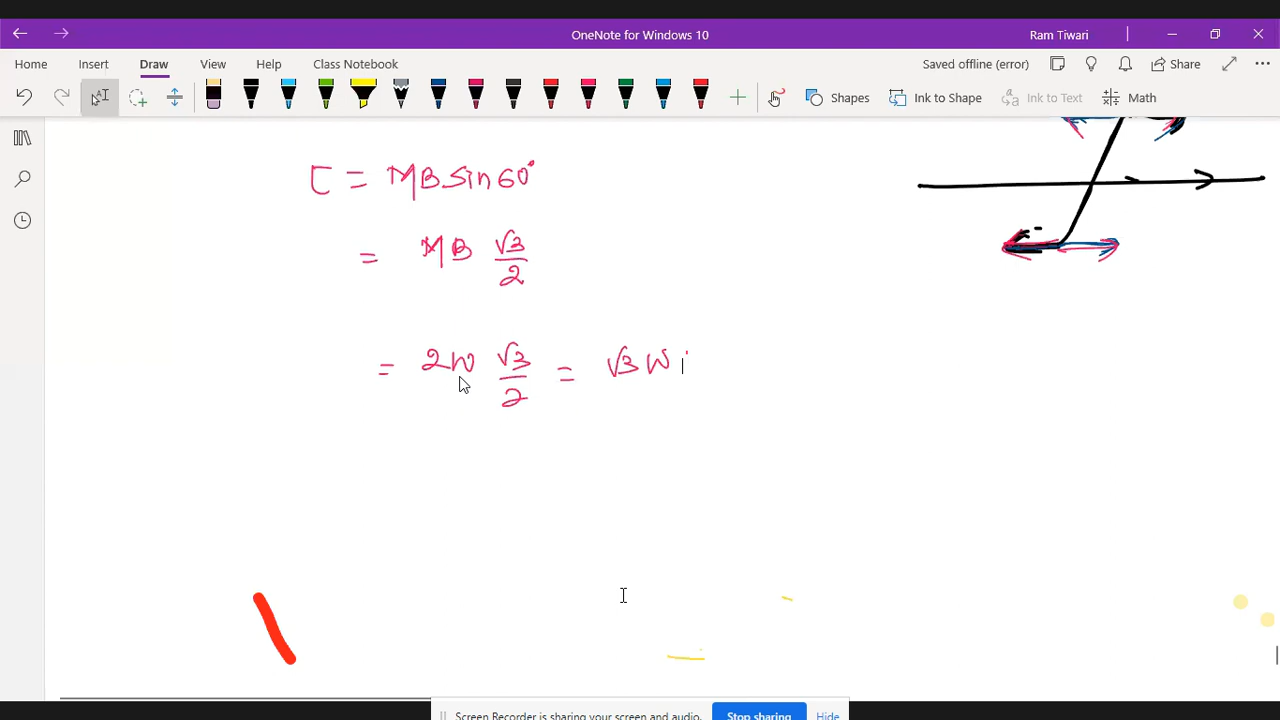 OneNote for Windows 10
Ram Tiwari
Home Insert Draw View Help Class Notebook
Saved offline (error) Share
Shapes Ink to Shape Ink to Text Math
τ = MB sin 60°
= MB √3/2
= 2W √3/2 = √3 W
Screen Recorder is sharing your screen and audio. Stop sharing Hide